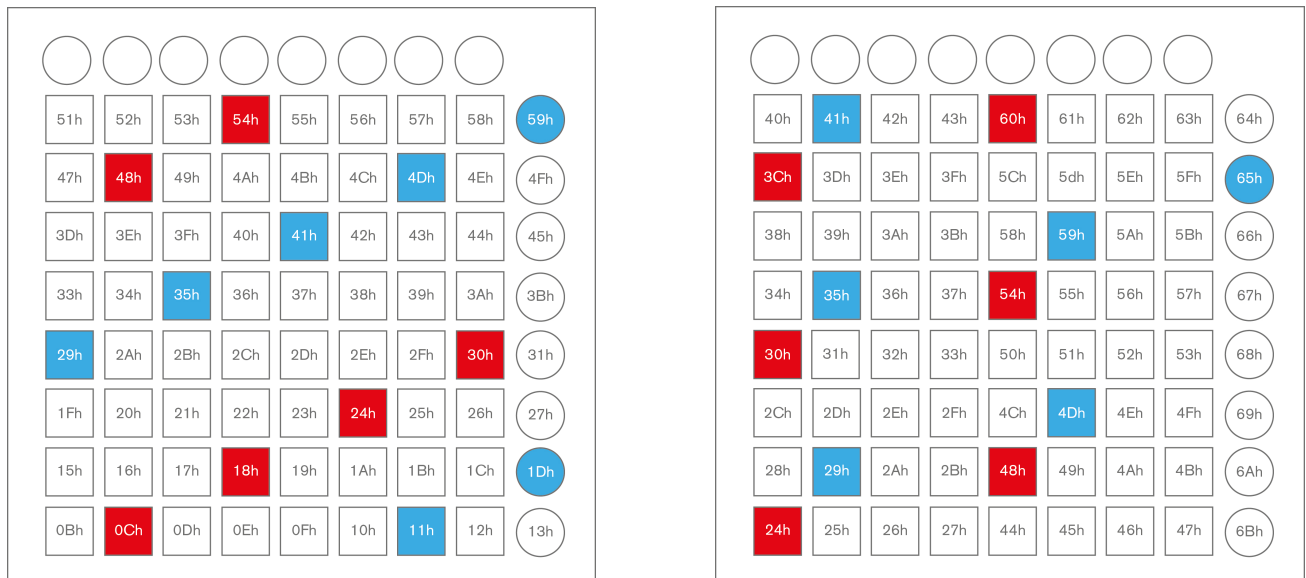 51h 52h 53h 54h 55h 56h 57h 58h 59h
47h 48h 49h 4Ah 4Bh 4Ch 4Dh 4Eh 4Fh
3Dh 3Eh 3Fh 40h 41h 42h 43h 44h 45h
33h 34h 35h 36h 37h 38h 39h 3Ah 3Bh
29h 2Ah 2Bh 2Ch 2Dh 2Eh 2Fh 30h 31h
1Fh 20h 21h 22h 23h 24h 25h 26h 27h
15h 16h 17h 18h 19h 1Ah 1Bh 1Ch 1Dh
0Bh 0Ch 0Dh 0Eh 0Fh 10h 11h 12h 13h
40h 41h 42h 43h 60h 61h 62h 63h 64h
3Ch 3Dh 3Eh 3Fh 5Ch 5dh 5Eh 5Fh 65h
38h 39h 3Ah 3Bh 58h 59h 5Ah 5Bh 66h
34h 35h 36h 37h 54h 55h 56h 57h 67h
30h 31h 32h 33h 50h 51h 52h 53h 68h
2Ch 2Dh 2Eh 2Fh 4Ch 4Dh 4Eh 4Fh 69h
28h 29h 2Ah 2Bh 48h 49h 4Ah 4Bh 6Ah
24h 25h 26h 27h 44h 45h 46h 47h 6Bh